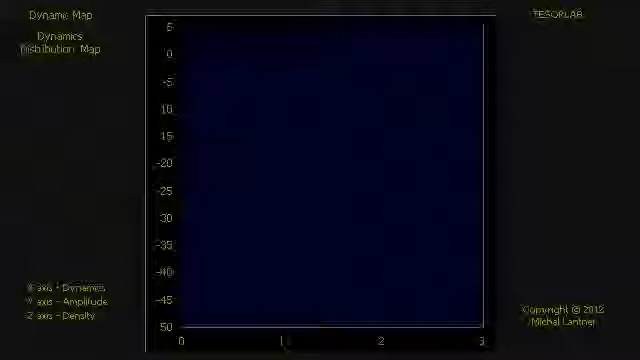 Dynamic Map
Dynamics
Distribution Map
TESORLAB
5
0
-5
10
15
-20
-25
30
-35
-40
-45
50
0
1
2
3
X axis - Dynamics
Y axis - Amplitude
Z axis - Density
Copyright © 2012
Michal Lantner